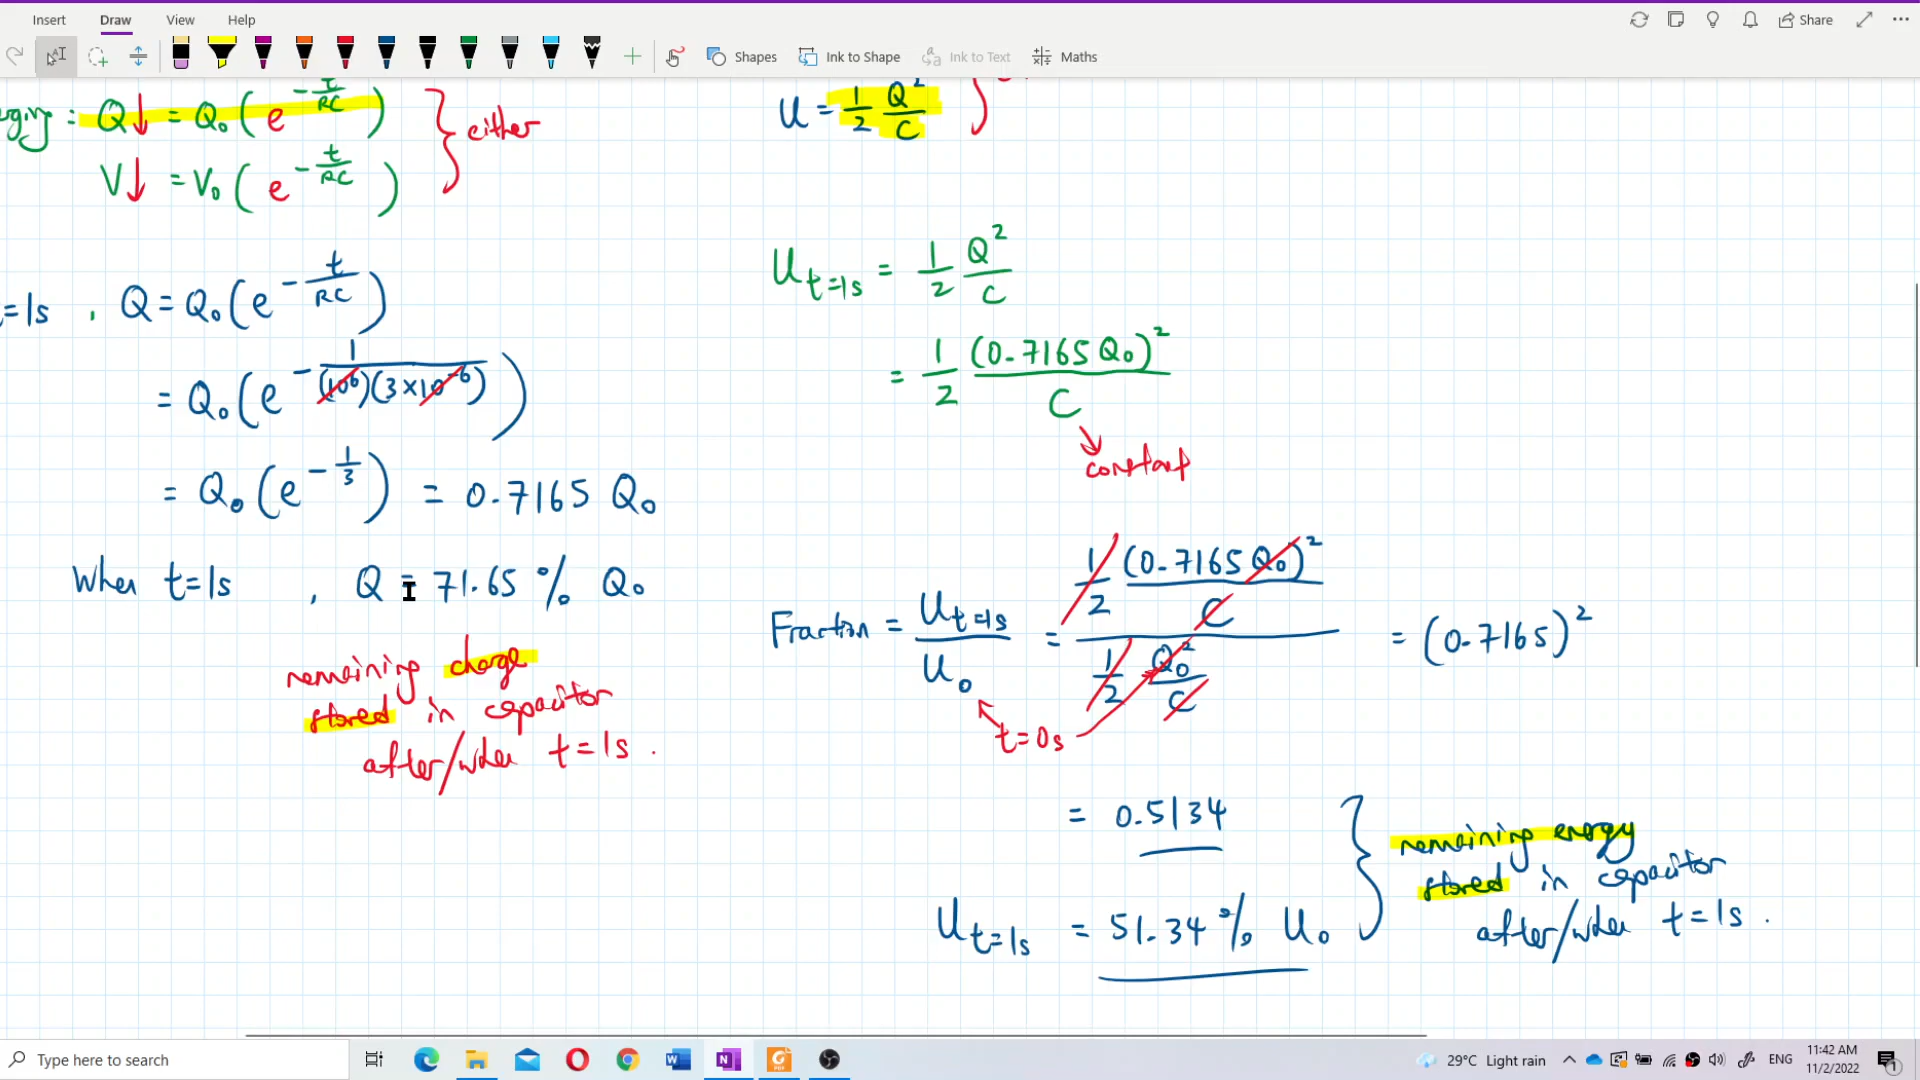 Insert Draw View Help
Share
Shapes Ink to Shape Ink to Text Maths
Q↓ = Q₀ ( e^(-t/RC) ) } either
V↓ = V₀ ( e^(-t/RC) )
=1s , Q = Q₀ ( e^(-t/RC) )
= Q₀ ( e^(-1/((10⁶)(3×10⁻⁶))) )
= Q₀ ( e^(-1/3) ) = 0.7165 Q₀
When t=1s , Q = 71.65 % Q₀
remaining charge
stored in capacitor
after/when t=1s .
U = 1/2 Q²/C
U t=1s = 1/2 Q²/C
= 1/2 (0.7165 Q₀)²/C
constant
Fraction = U t=1s / U₀ = (1/2 (0.7165 Q₀)²/C) / (1/2 Q₀²/C) = (0.7165)²
t=0s
= 0.5134
U t=1s = 51.34 % U₀
remaining energy
stored in capacitor
after/when t=1s .
Type here to search
29°C Light rain
ENG
11:42 AM
11/2/2022
1